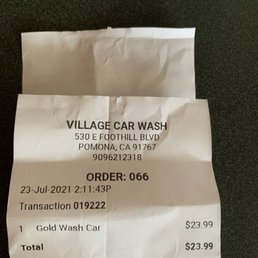 VILLAGE CAR WASH
530 E FOOTHILL BLVD
POMONA, CA 91767
9096212318
ORDER: 066
23-Jul-2021 2:11:43P
Transaction 019222
1 Gold Wash Car $23.99
Total $23.99